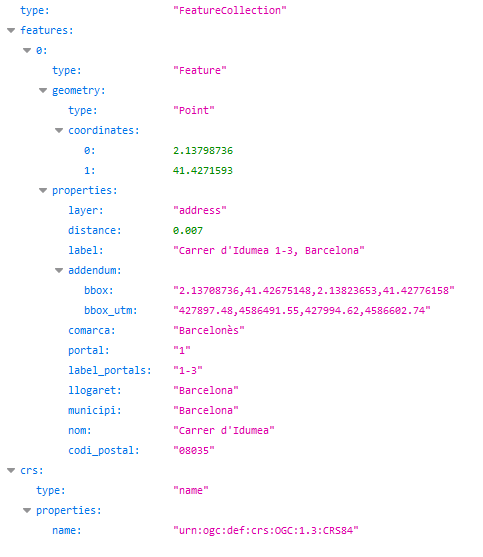 type: "FeatureCollection"
features:
0:
type: "Feature"
geometry:
type: "Point"
coordinates:
0: 2.13798736
1: 41.4271593
properties:
layer: "address"
distance: 0.007
label: "Carrer d'Idumea 1-3, Barcelona"
addendum:
bbox: "2.13708736,41.42675148,2.13823653,41.42776158"
bbox_utm: "427897.48,4586491.55,427994.62,4586602.74"
comarca: "Barcelonès"
portal: "1"
label_portals: "1-3"
llogaret: "Barcelona"
municipi: "Barcelona"
nom: "Carrer d'Idumea"
codi_postal: "08035"
crs:
type: "name"
properties:
name: "urn:ogc:def:crs:OGC:1.3:CRS84"